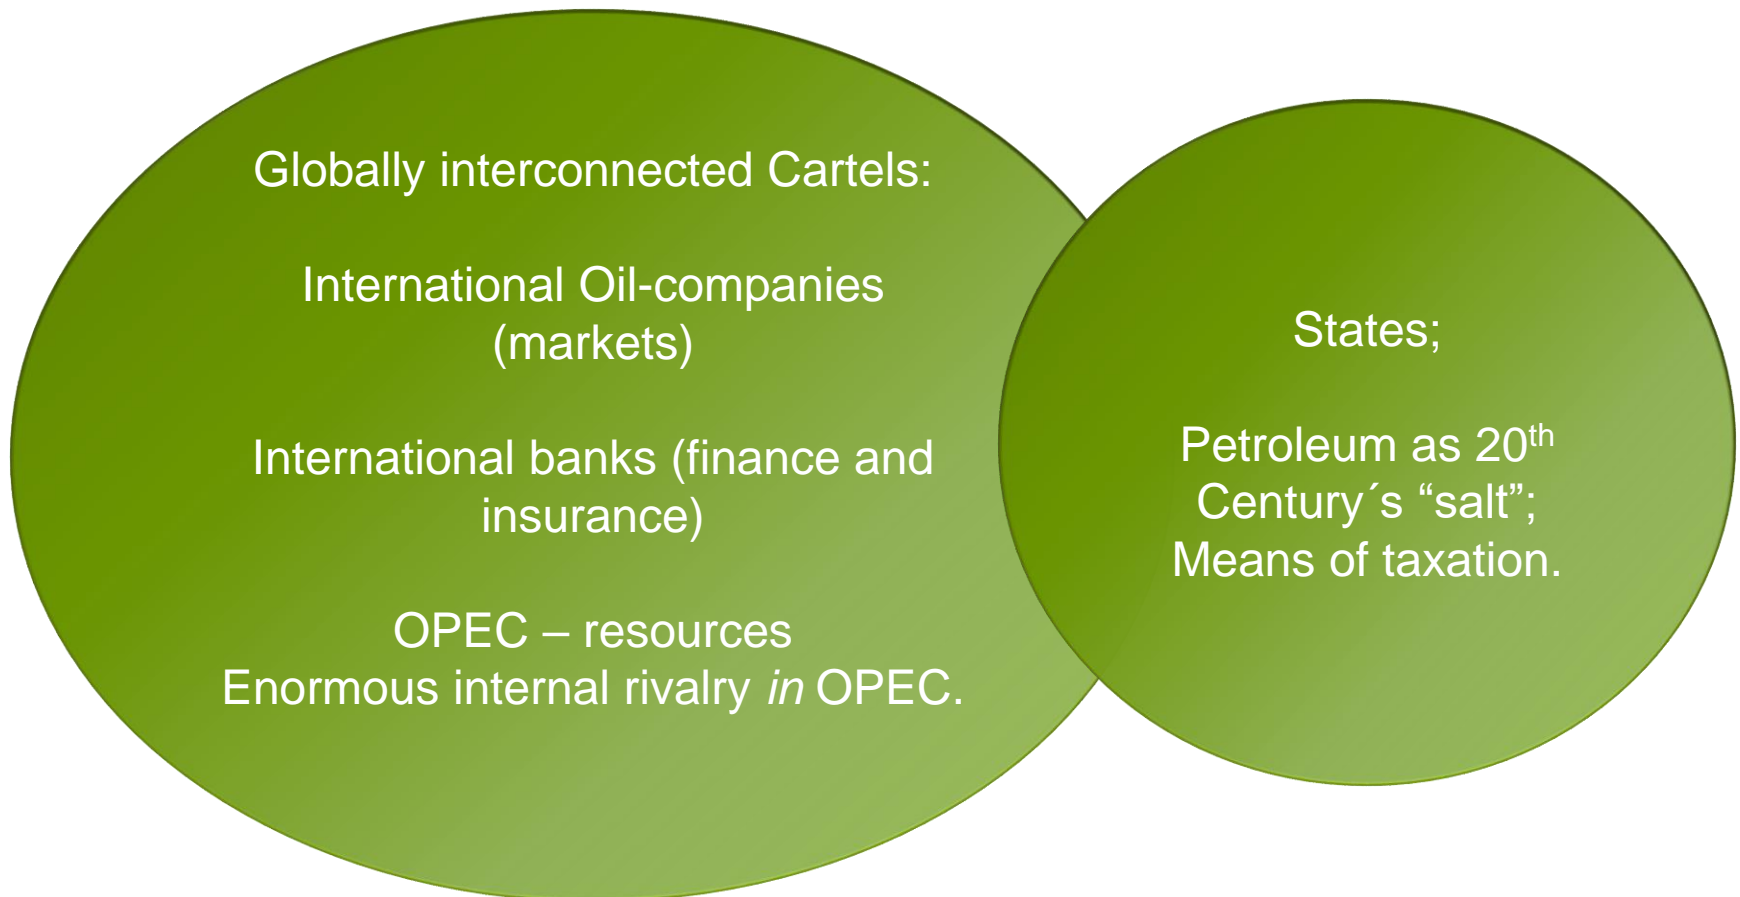 Globally interconnected Cartels:
International Oil-companies
(markets)
International banks (finance and
insurance)
OPEC – resources
Enormous internal rivalry in OPEC.
States;
Petroleum as 20th
Century´s “salt”;
Means of taxation.